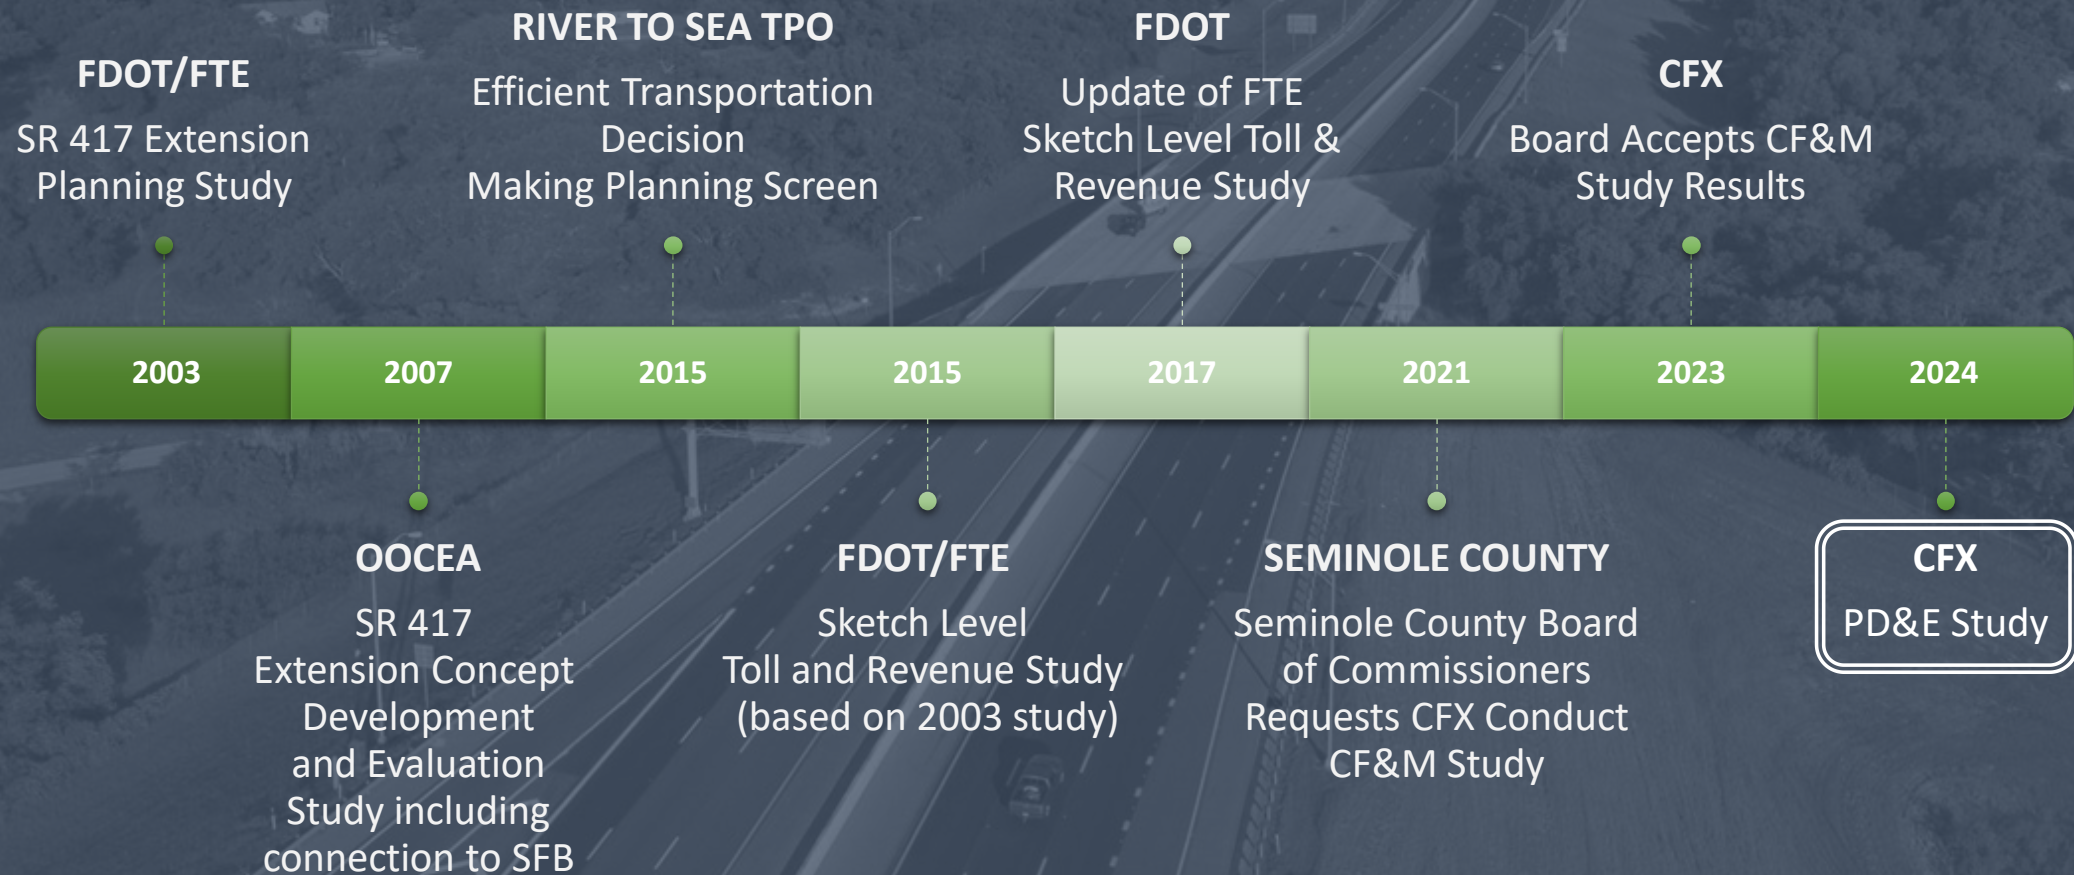 FDOT/FTE
SR 417 Extension
Planning Study
RIVER TO SEA TPO
Efficient Transportation
Decision
Making Planning Screen
FDOT
Update of FTE
Sketch Level Toll &
Revenue Study
CFX
Board Accepts CF&M
Study Results
2003
2007
2015
2015
2017
2021
2023
2024
OOCEA
SR 417
Extension Concept
Development
and Evaluation
Study including
connection to SFB
FDOT/FTE
Sketch Level
Toll and Revenue Study
(based on 2003 study)
SEMINOLE COUNTY
Seminole County Board
of Commissioners
Requests CFX Conduct
CF&M Study
CFX
PD&E Study